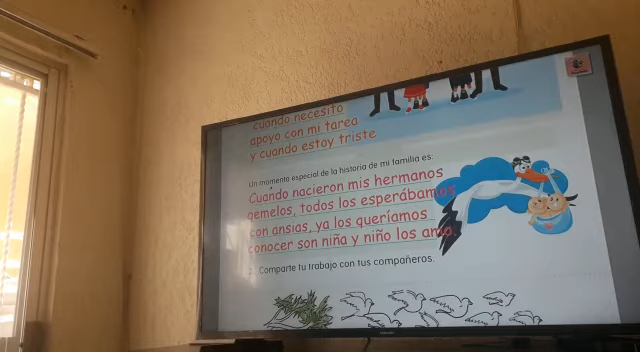 cuando necesito
apoyo con mi tarea
y cuando estoy triste
Un momento especial de la historia de mi familia es:
Cuando nacieron mis hermanos
gemelos, todos los esperábamos
con ansias, ya los queríamos
conocer son niña y niño los amo.
2. Comparte tu trabajo con tus compañeros.